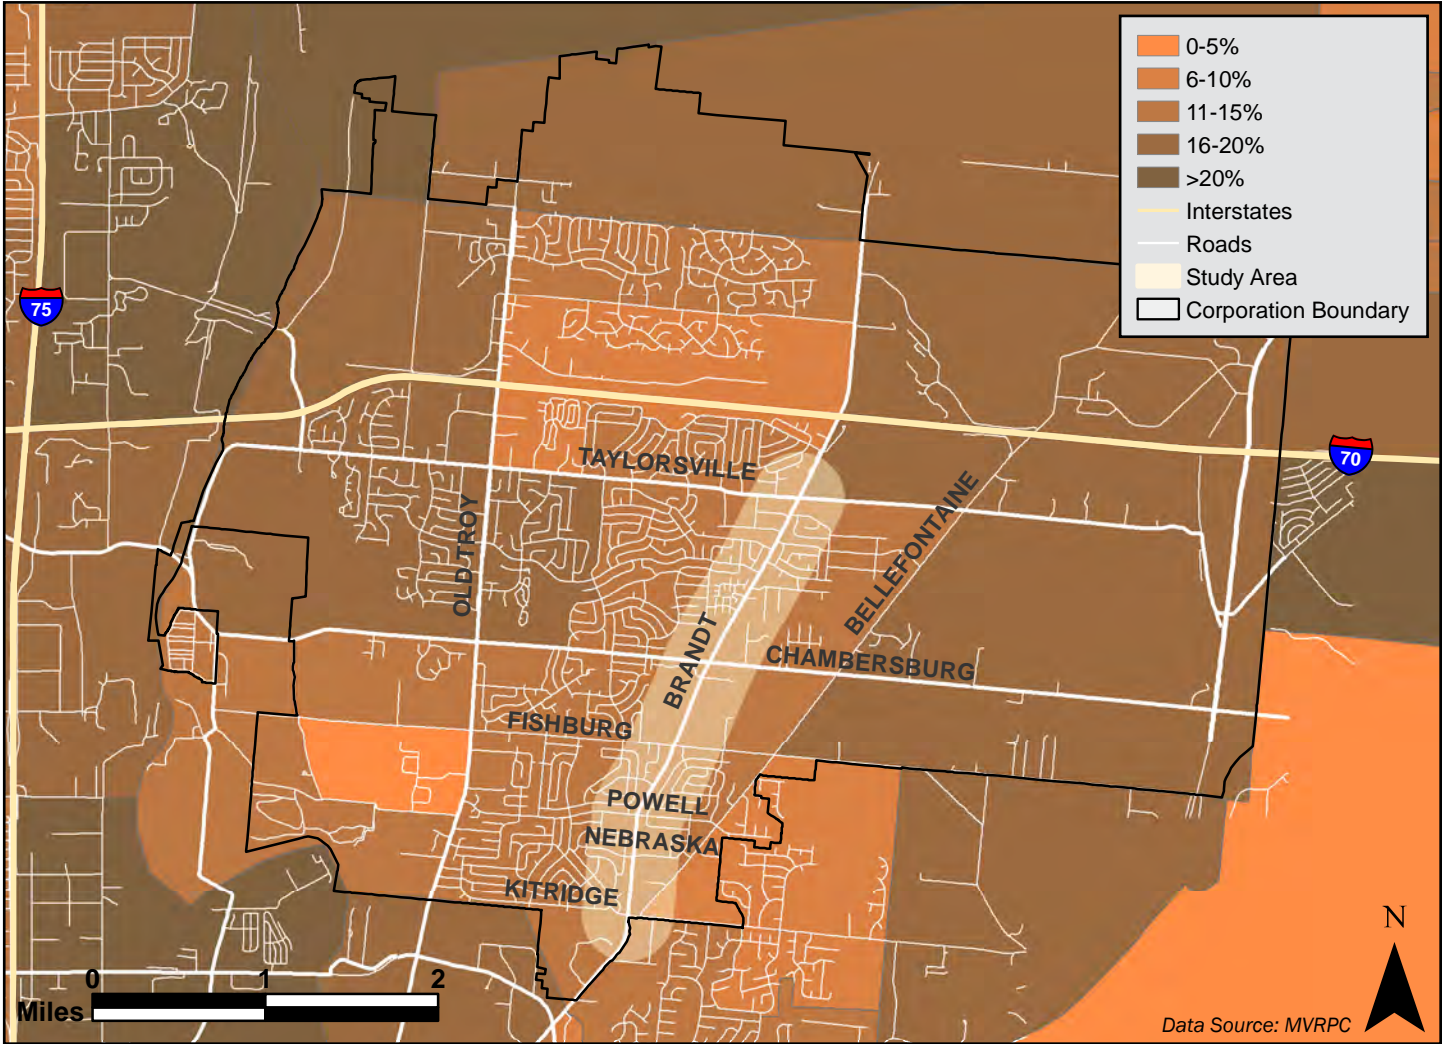 0-5%
6-10%
11-15%
16-20%
>20%
Interstates
Roads
Study Area
Corporation Boundary
75
70
TAYLORSVILLE
OLD TROY
BELLEFONTAINE
BRANDT
CHAMBERSBURG
FISHBURG
POWELL
NEBRASKA
KITRIDGE
N
0 1 2
Miles
Data Source: MVRPC